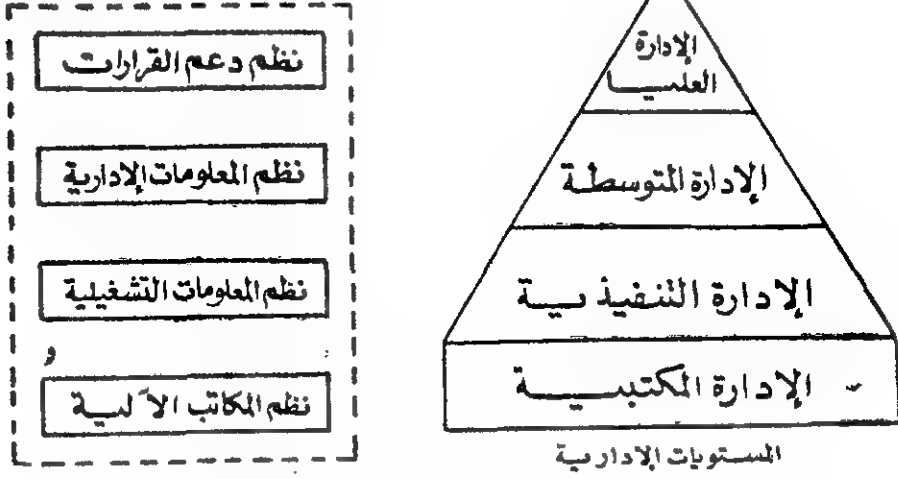 الإدارة
العليا
الإدارة المتوسطة
الإدارة التنفيذية
الإدارة المكتبية
المستويات الإدارية
نظم دعم القرارات
نظم المعلومات الإدارية
نظم المعلومات التشغيلية
و
نظم المكاتب الآلية